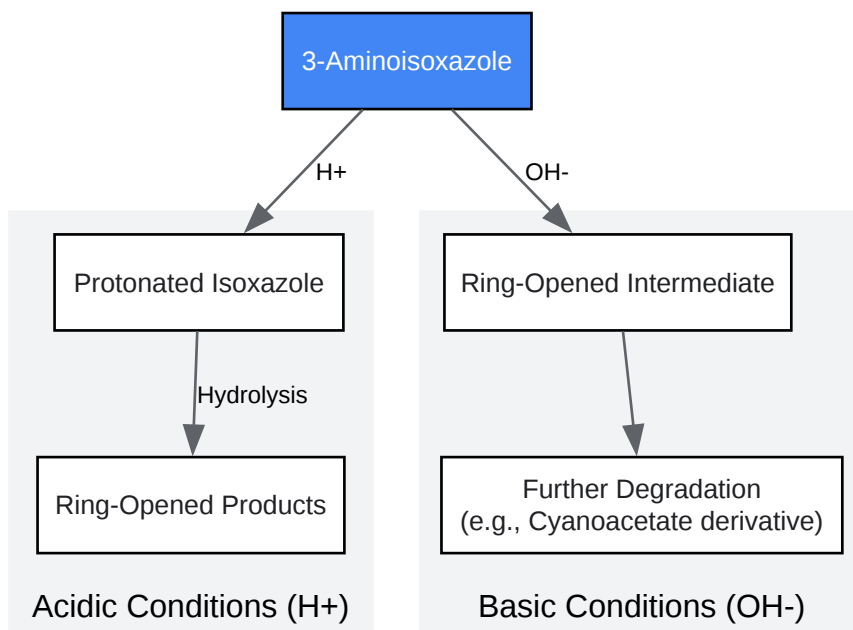 3-Aminoisoxazole
H+
OH-
Protonated Isoxazole
Ring-Opened Intermediate
Hydrolysis
Ring-Opened Products
Further Degradation
(e.g., Cyanoacetate derivative)
Acidic Conditions (H+)
Basic Conditions (OH-)